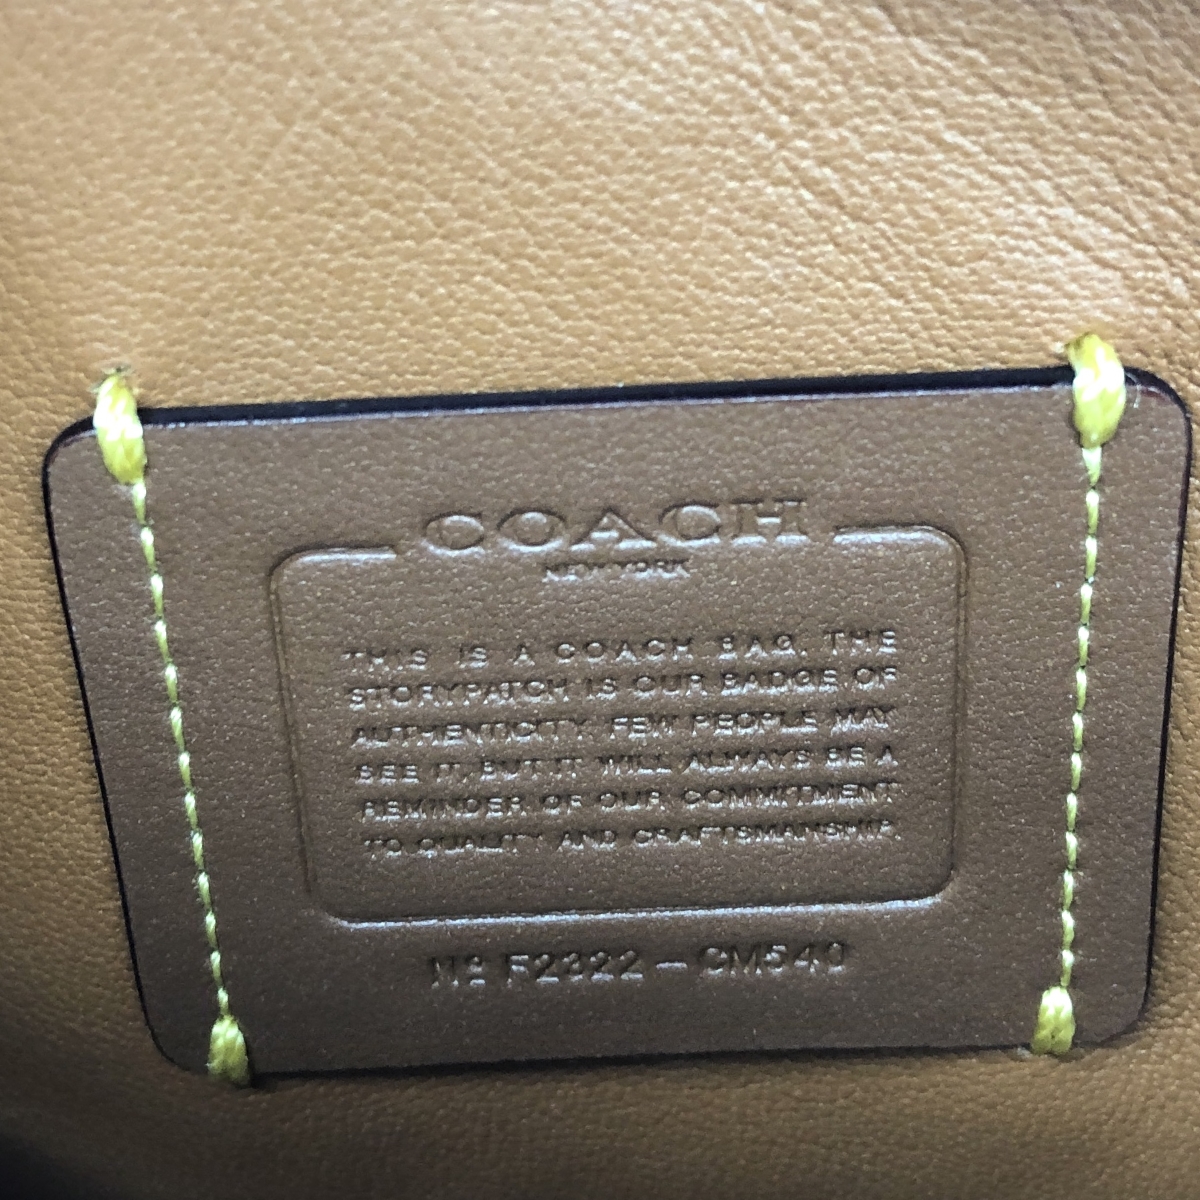 COACH
NEW YORK
THIS IS A COACH BAG. THE
STORYPATCH IS OUR BADGE OF
AUTHENTICITY. FEW PEOPLE MAY
SEE IT, BUT IT WILL ALWAYS BE A
REMINDER OF OUR COMMITMENT
TO QUALITY AND CRAFTSMANSHIP.
Nº F2322-CM540